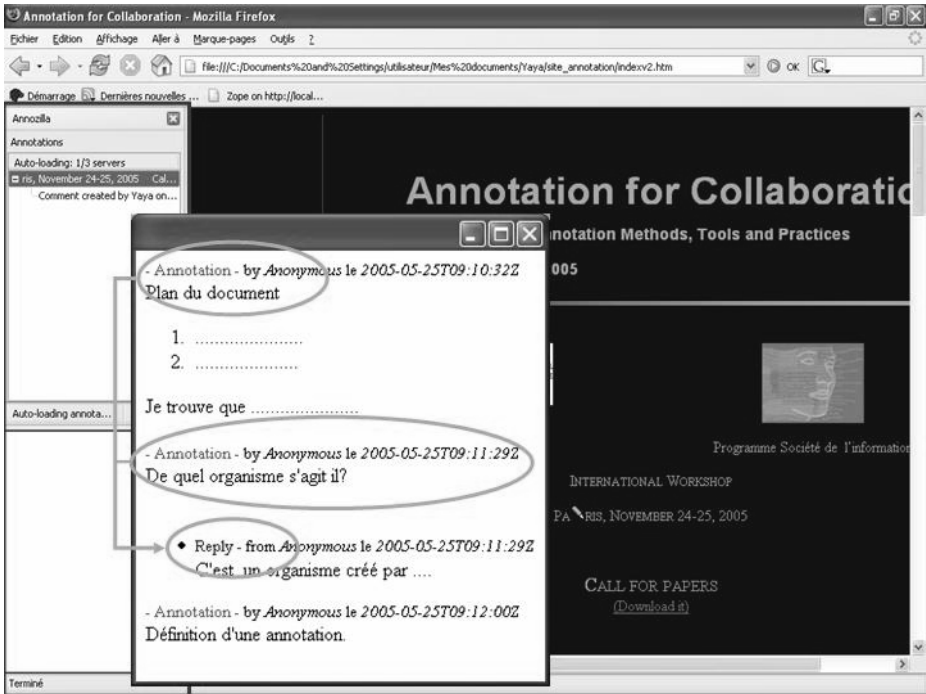 Annotation for Collaboration - Mozilla Firefox
Fichier Edition Affichage Aller à Marque-pages Outils ?
file:///C:/Documents%20and%20Settings/utilisateur/Mes%20documents/Yaya/site_annotation/indexv2.htm OK G
Démarrage Dernières nouvelles ... Zope on http://local...
Annozilla
Annotations
Auto-loading: 1/3 servers
ris, November 24-25, 2005 Cal...
Comment created by Yaya on...
Auto-loading annota...
Terminé
- Annotation - by Anonymous le 2005-05-25T09:10:32Z
Plan du document
1. ......................
2. .....................
Je trouve que ......................
- Annotation - by Anonymous le 2005-05-25T09:11:29Z
De quel organisme s'agit il?
Reply - from Anonymous le 2005-05-25T09:11:29Z
C'est un organisme créé par ....
- Annotation - by Anonymous le 2005-05-25T09:12:00Z
Définition d'une annotation.
Annotation for Collaboratio
notation Methods, Tools and Practices
005
Programme Société de l'information
INTERNATIONAL WORKSHOP
PARIS, NOVEMBER 24-25, 2005
CALL FOR PAPERS
(Download it)